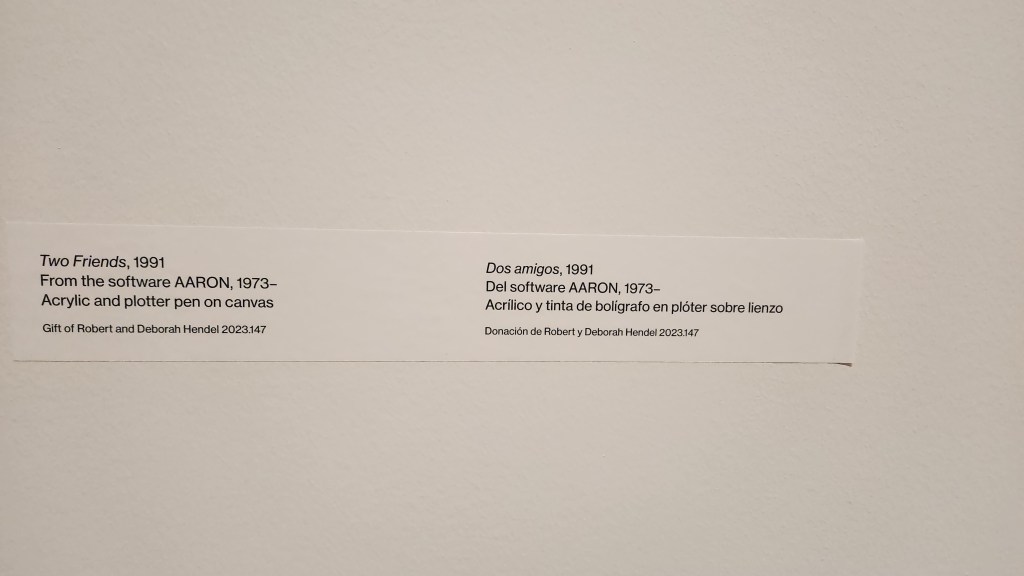 Two Friends, 1991
From the software AARON, 1973–
Acrylic and plotter pen on canvas
Gift of Robert and Deborah Hendel 2023.147
Dos amigos, 1991
Del software AARON, 1973–
Acrílico y tinta de bolígrafo en plóter sobre lienzo
Donación de Robert y Deborah Hendel 2023.147